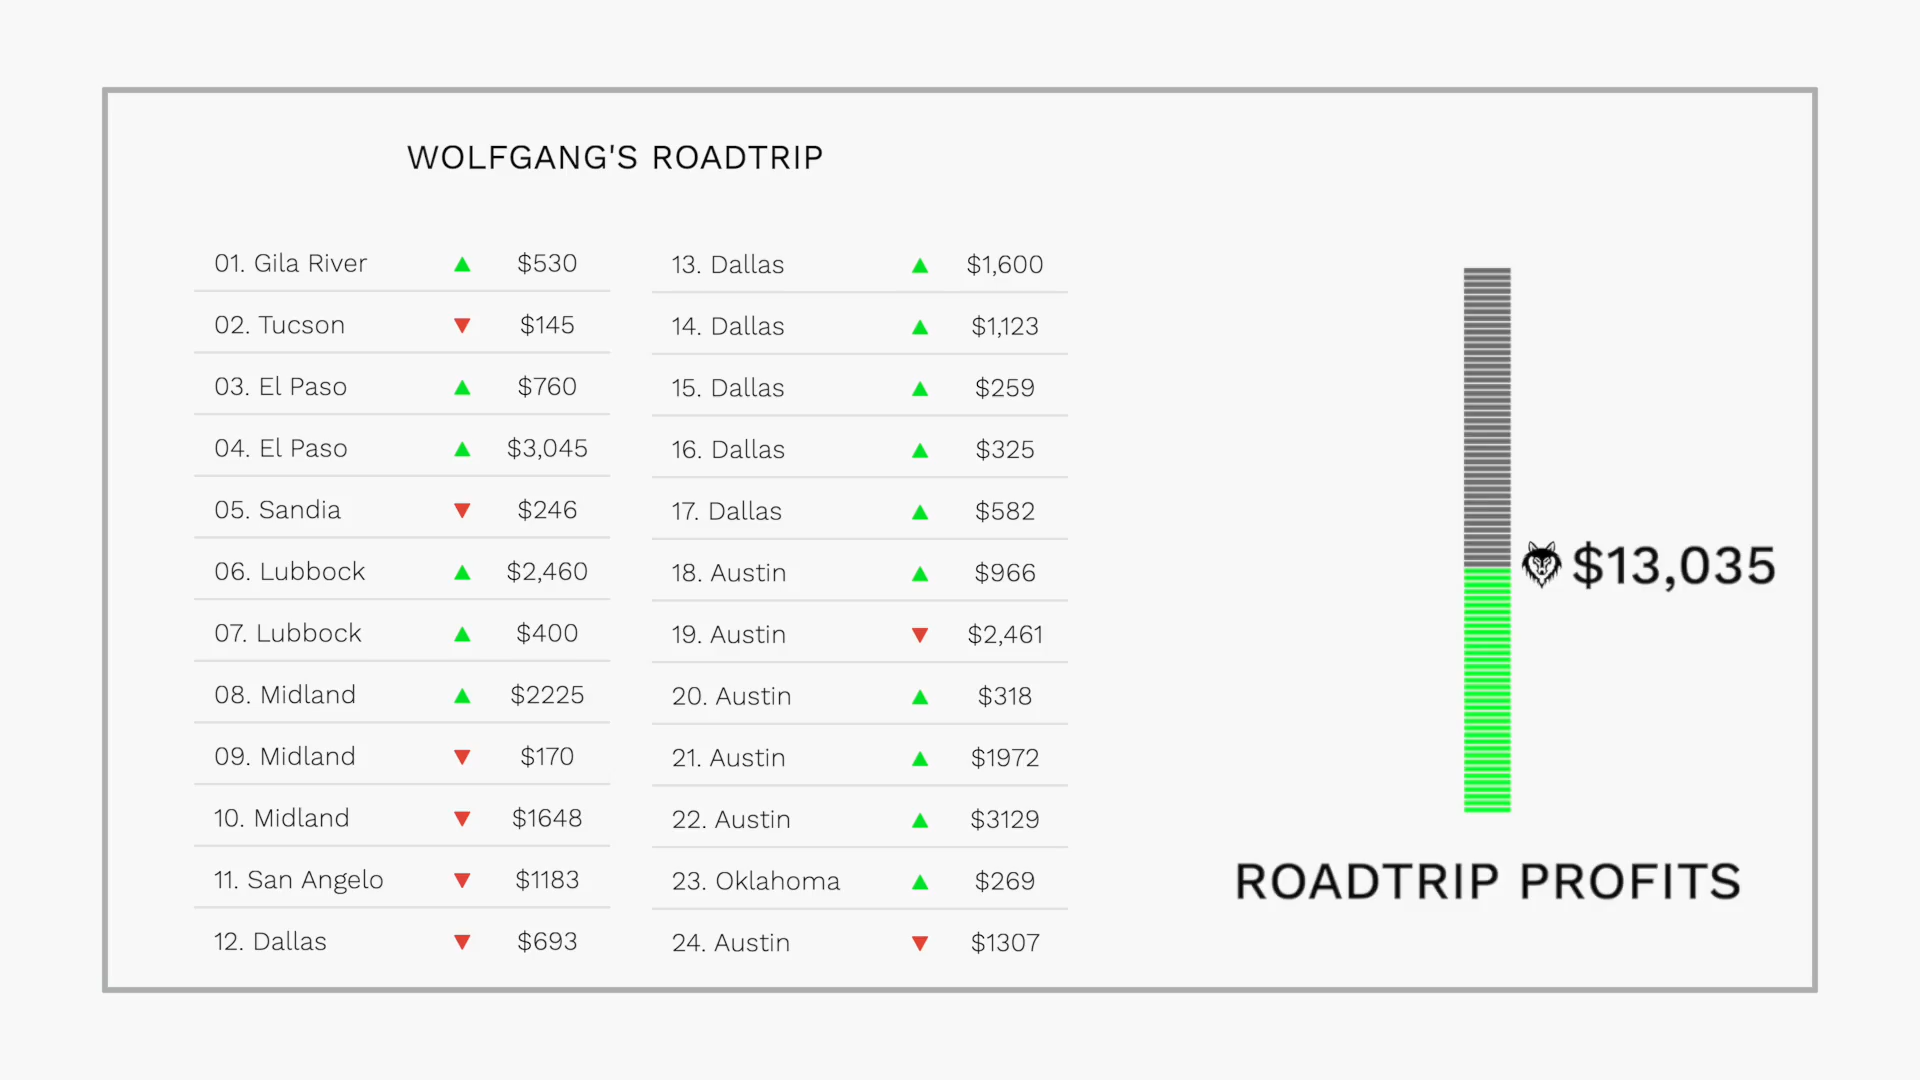 WOLFGANG'S ROADTRIP
01. Gila River ▲ $530
02. Tucson ▼ $145
03. El Paso ▲ $760
04. El Paso ▲ $3,045
05. Sandia ▼ $246
06. Lubbock ▲ $2,460
07. Lubbock ▲ $400
08. Midland ▲ $2225
09. Midland ▼ $170
10. Midland ▼ $1648
11. San Angelo ▼ $1183
12. Dallas ▼ $693
13. Dallas ▲ $1,600
14. Dallas ▲ $1,123
15. Dallas ▲ $259
16. Dallas ▲ $325
17. Dallas ▲ $582
18. Austin ▲ $966
19. Austin ▼ $2,461
20. Austin ▲ $318
21. Austin ▲ $1972
22. Austin ▲ $3129
23. Oklahoma ▲ $269
24. Austin ▼ $1307
$13,035
ROADTRIP PROFITS